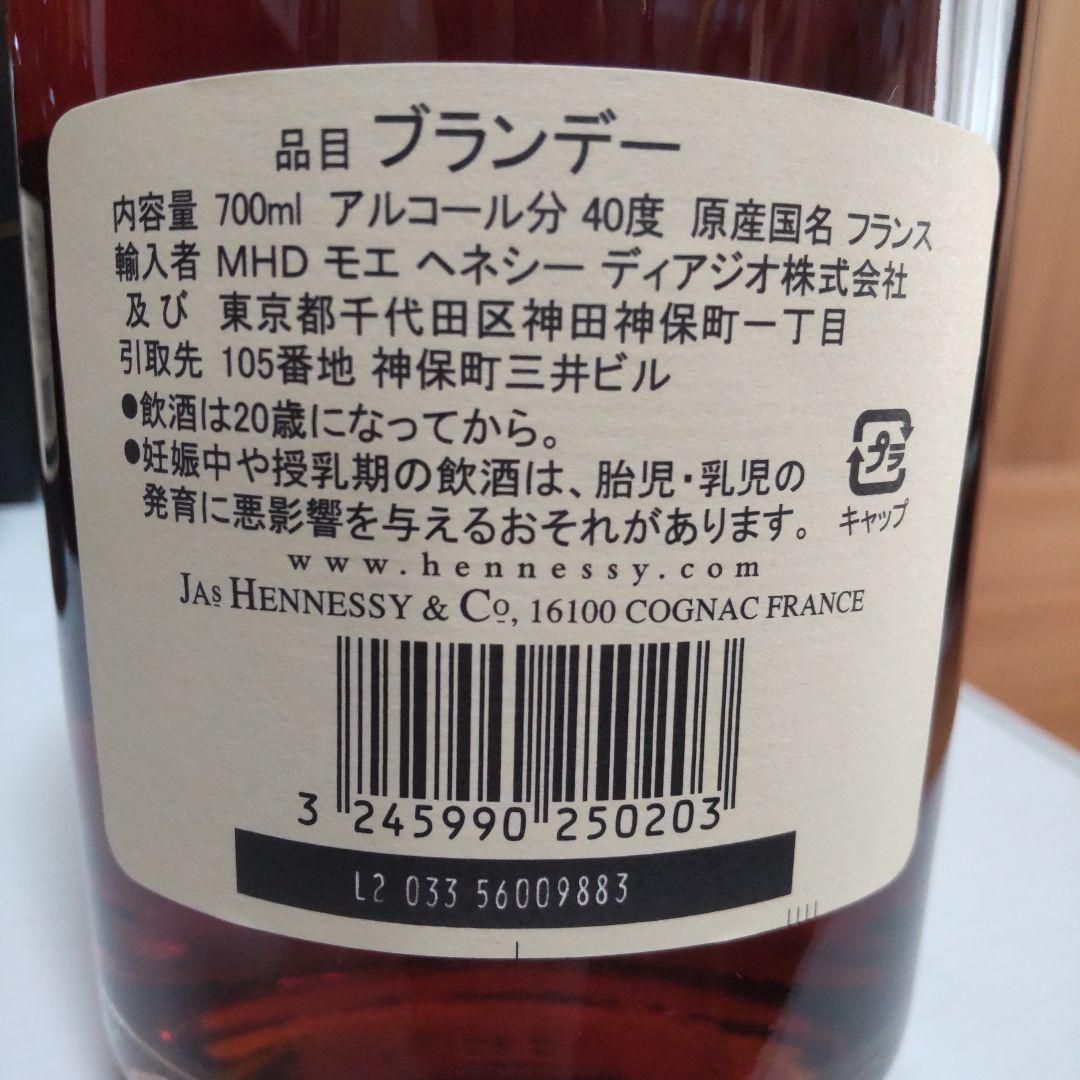 品目 ブランデー
内容量 700ml アルコール分 40度 原産国名 フランス
輸入者 MHD モエ ヘネシー ディアジオ株式会社
及び 東京都千代田区神田神保町一丁目
引取先 105番地 神保町三井ビル
●飲酒は20歳になってから。
●妊娠中や授乳期の飲酒は、胎児・乳児の
発育に悪影響を与えるおそれがあります。
プラ
キャップ
www.hennessy.com
JAS HENNESSY & Cº, 16100 COGNAC FRANCE
3 245990 250203
L2 033 56009883